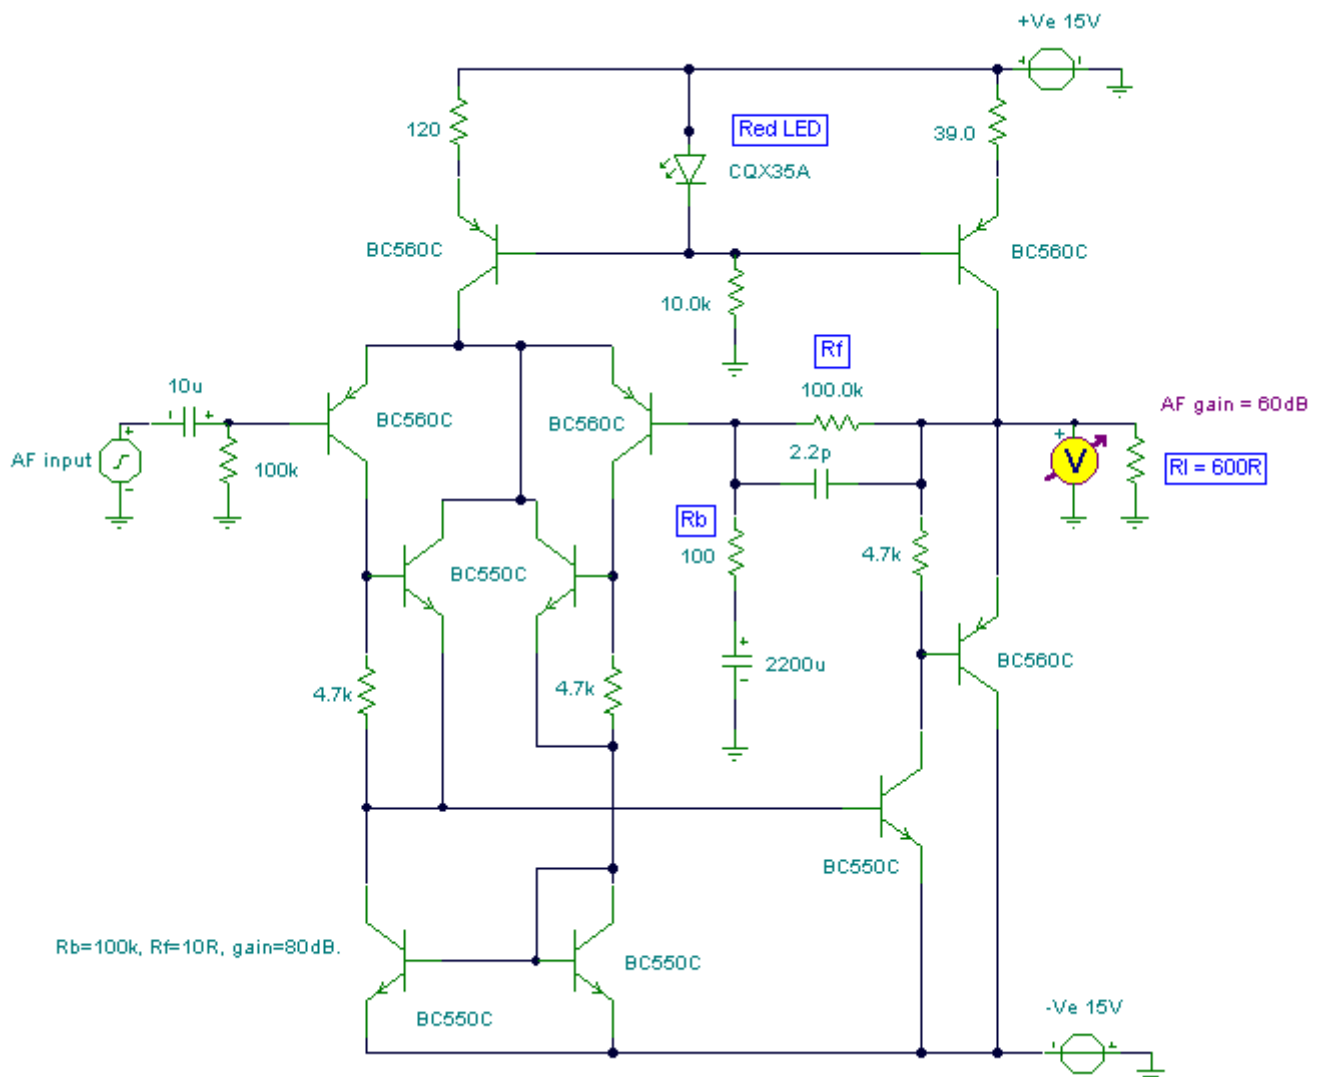 +Ve 15V
120
Red LED
39.0
CQX35A
BC560C
BC560C
10.0k
Rf
10u
100.0k
AF gain = 60dB
BC560C
BC560C
AF input
V
2.2p
100k
Rl = 600R
Rb
100
4.7k
BC550C
BC560C
2200u
4.7k
4.7k
BC550C
Rb=100k, Rf=10R, gain=80dB.
BC550C
-Ve 15V
BC550C